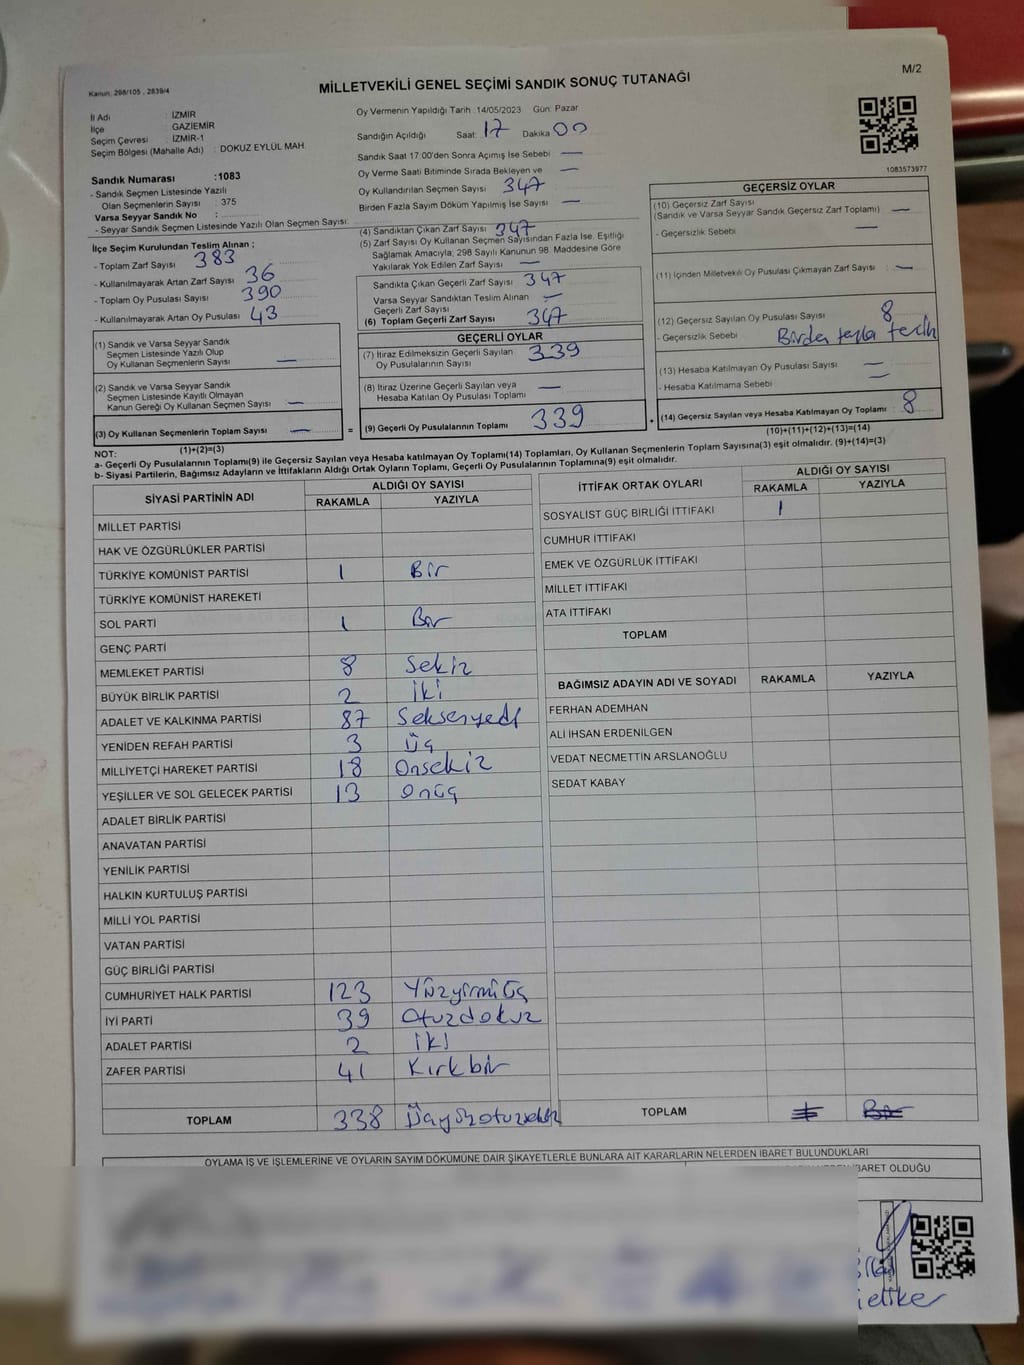 M/2
Kanun: 298/105 , 2839/4
MİLLETVEKİLİ GENEL SEÇİMİ SANDIK SONUÇ TUTANAĞI
İl Adı : İZMİR
İlçe GAZİEMİR
Seçim Çevresi : İZMİR-1
Seçim Bölgesi (Mahalle Adı) : DOKUZ EYLÜL MAH.
Sandık Numarası :1083
- Sandık Seçmen Listesinde Yazılı
Olan Seçmenlerin Sayısı : 375
Varsa Seyyar Sandık No :
- Seyyar Sandık Seçmen Listesinde Yazılı Olan Seçmen Sayısı:
İlçe Seçim Kurulundan Teslim Alınan ;
- Toplam Zarf Sayısı 383
- Kullanılmayarak Artan Zarf Sayısı 36
- Toplam Oy Pusulası Sayısı 390
- Kullanılmayarak Artan Oy Pusulası 43
(1) Sandık ve Varsa Seyyar Sandık
Seçmen Listesinde Yazılı Olup
Oy Kullanan Seçmenlerin Sayısı —
(2) Sandık ve Varsa Seyyar Sandık
Seçmen Listesinde Kayıtlı Olmayan
Kanun Gereği Oy Kullanan Seçmen Sayısı —
(3) Oy Kullanan Seçmenlerin Toplam Sayısı —
(1)+(2)=(3)
Oy Vermenin Yapıldığı Tarih : 14/05/2023 Gün: Pazar
Sandığın Açıldığı Saat: 17 Dakika 00
Sandık Saat 17:00'den Sonra Açılmış İse Sebebi —
Oy Verme Saati Bitiminde Sırada Bekleyen ve —
Oy Kullandırılan Seçmen Sayısı 347
Birden Fazla Sayım Döküm Yapılmış İse Sayısı —
(4) Sandıktan Çıkan Zarf Sayısı 347
(5) Zarf Sayısı Oy Kullanan Seçmen Sayısından Fazla İse, Eşitliği
Sağlamak Amacıyla; 298 Sayılı Kanunun 98. Maddesine Göre
Yakılarak Yok Edilen Zarf Sayısı —
Sandıkta Çıkan Geçerli Zarf Sayısı 347
Varsa Seyyar Sandıktan Teslim Alınan
Geçerli Zarf Sayısı —
(6) Toplam Geçerli Zarf Sayısı 347
GEÇERLİ OYLAR
(7) İtiraz Edilmeksizin Geçerli Sayılan
Oy Pusulasının Sayısı 339
(8) İtiraz Üzerine Geçerli Sayılan veya
Hesaba Katılan Oy Pusulası Toplamı —
= (9) Geçerli Oy Pusulalarının Toplamı 339
1083573977
GEÇERSİZ OYLAR
(10) Geçersiz Zarf Sayısı
(Sandık ve Varsa Seyyar Sandık Geçersiz Zarf Toplamı) —
- Geçersizlik Sebebi —
(11) İçinden Milletvekili Oy Pusulası Çıkmayan Zarf Sayısı : —
(12) Geçersiz Sayılan Oy Pusulası Sayısı 8
- Geçersizlik Sebebi
(13) Hesaba Katılmayan Oy Pusulası Sayısı —
- Hesaba Katılmama Sebebi —
+ (14) Geçersiz Sayılan veya Hesaba Katılmayan Oy Toplamı : 8
(10)+(11)+(12)+(13)=(14)
NOT:
a- Geçerli Oy Pusulalarının Toplamı(9) ile Geçersiz Sayılan veya Hesaba katılmayan Oy Toplamı(14) Toplamları, Oy Kullanan Seçmenlerin Toplam Sayısına(3) eşit olmalıdır. (9)+(14)=(3)
b- Siyasi Partilerin, Bağımsız Adayların ve İttifakların Aldığı Ortak Oyların Toplamı, Geçerli Oy Pusulalarının Toplamına(9) eşit olmalıdır.
SİYASİ PARTİNİN ADI ALDIĞI OY SAYISI
RAKAMLA YAZIYLA
MİLLET PARTİSİ
HAK VE ÖZGÜRLÜKLER PARTİSİ
TÜRKİYE KOMÜNİST PARTİSİ 1 Bir
TÜRKİYE KOMÜNİST HAREKETİ
SOL PARTİ 1 Bir
GENÇ PARTİ
MEMLEKET PARTİSİ 8 Sekiz
BÜYÜK BİRLİK PARTİSİ 2 iki
ADALET VE KALKINMA PARTİSİ 87 Seksenyedi
YENİDEN REFAH PARTİSİ 3 Üç
MİLLİYETÇİ HAREKET PARTİSİ 18 Onsekiz
YEŞİLLER VE SOL GELECEK PARTİSİ 13 onüç
ADALET BİRLİK PARTİSİ
ANAVATAN PARTİSİ
YENİLİK PARTİSİ
HALKIN KURTULUŞ PARTİSİ
MİLLİ YOL PARTİSİ
VATAN PARTİSİ
GÜÇ BİRLİĞİ PARTİSİ
CUMHURİYET HALK PARTİSİ 123 Yüzyirmiüç
İYİ PARTİ 39 Otuzdokuz
ADALET PARTİSİ 2 iki
ZAFER PARTİSİ 41 Kırkbir
TOPLAM 338 Üçyüzotuzsekiz
İTTİFAK ORTAK OYLARI ALDIĞI OY SAYISI
RAKAMLA YAZIYLA
SOSYALİST GÜÇ BİRLİĞİ İTTİFAKI 1
CUMHUR İTTİFAKI
EMEK VE ÖZGÜRLÜK İTTİFAKI
MİLLET İTTİFAKI
ATA İTTİFAKI
TOPLAM
BAĞIMSIZ ADAYIN ADI VE SOYADI RAKAMLA YAZIYLA
FERHAN ADEMHAN
ALİ İHSAN ERDENİLGEN
VEDAT NECMETTİN ARSLANOĞLU
SEDAT KABAY
TOPLAM
OYLAMA İŞ VE İŞLEMLERİNE VE OYLARIN SAYIM DÖKÜMÜNE DAİR ŞİKAYETLERLE BUNLARA AİT KARARLARIN NELERDEN İBARET BULUNDUKLARI
İBARET OLDUĞU